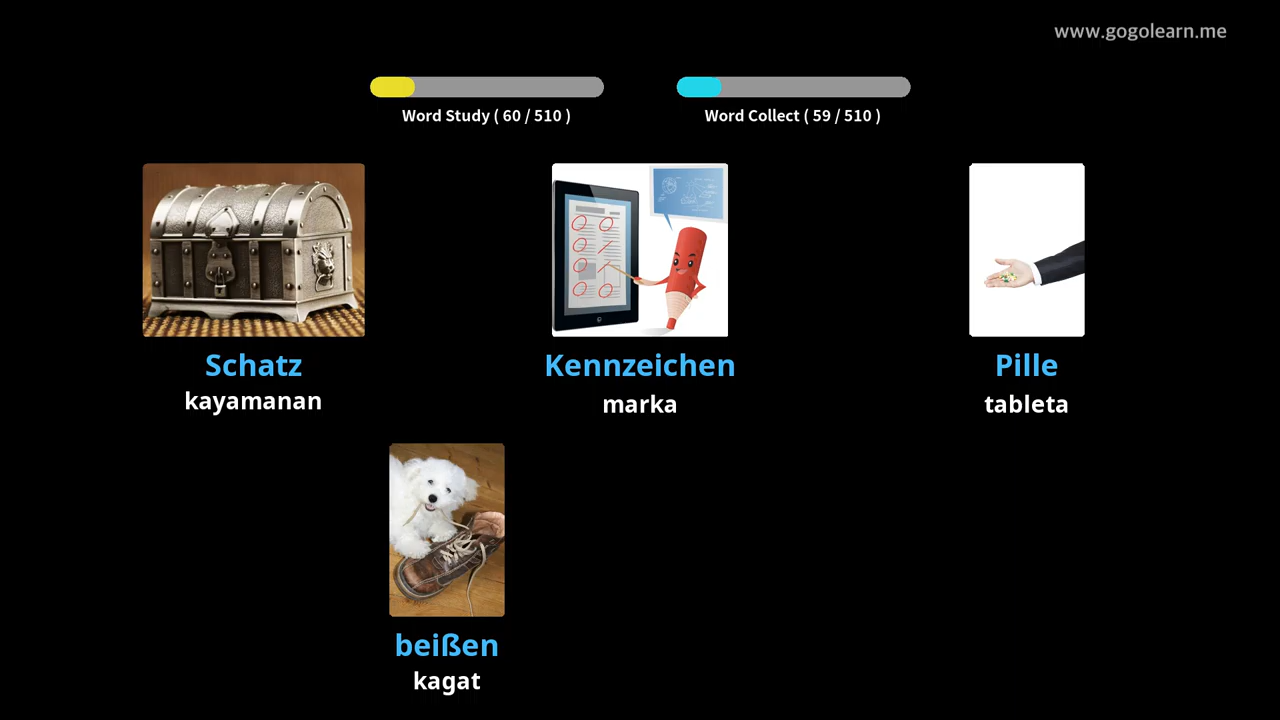 www.gogolearn.me
Word Study ( 60 / 510 )
Word Collect ( 59 / 510 )
Schatz
kayamanan
Kennzeichen
marka
Pille
tableta
beißen
kagat